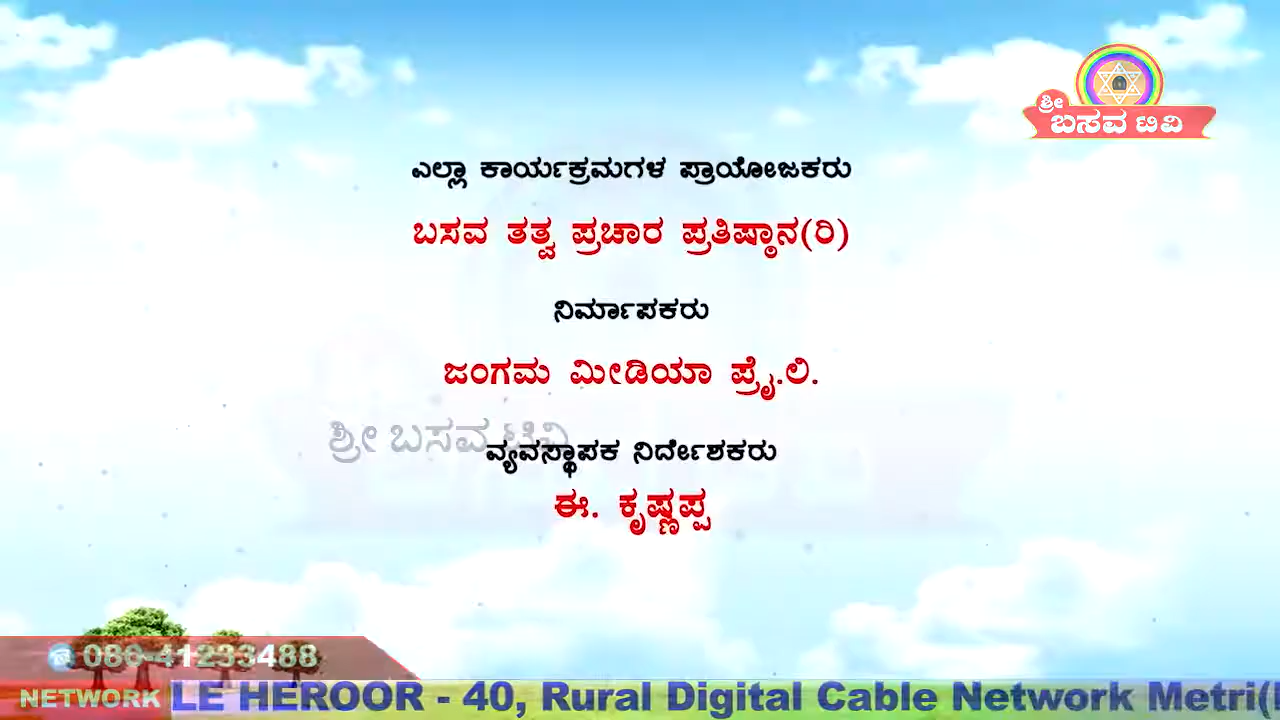 ಶ್ರೀ
ಬಸವ ಟಿವಿ
ಎಲ್ಲಾ ಕಾರ್ಯಕ್ರಮಗಳ ಪ್ರಾಯೋಜಕರು
ಬಸವ ತತ್ವ ಪ್ರಚಾರ ಪ್ರತಿಷ್ಠಾನ(ರಿ)
ನಿರ್ಮಾಪಕರು
ಜಂಗಮ ಮೀಡಿಯಾ ಪ್ರೈ.ಲಿ.
ಶ್ರೀ ಬಸವ ಟಿವಿ
ವ್ಯವಸ್ಥಾಪಕ ನಿರ್ದೇಶಕರು
ಈ. ಕೃಷ್ಣಪ್ಪ
080-41233488
NETWORK LE HEROOR - 40, Rural Digital Cable Network Metri(